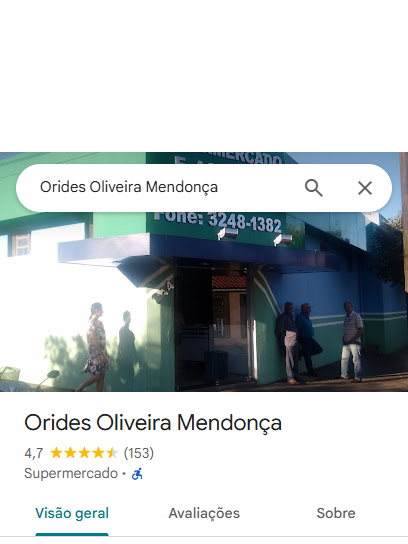 Orides Oliveira Mendonça
Fone: 3248-1382
Orides Oliveira Mendonça
4,7 (153)
Supermercado ·
Visão geral
Avaliações
Sobre